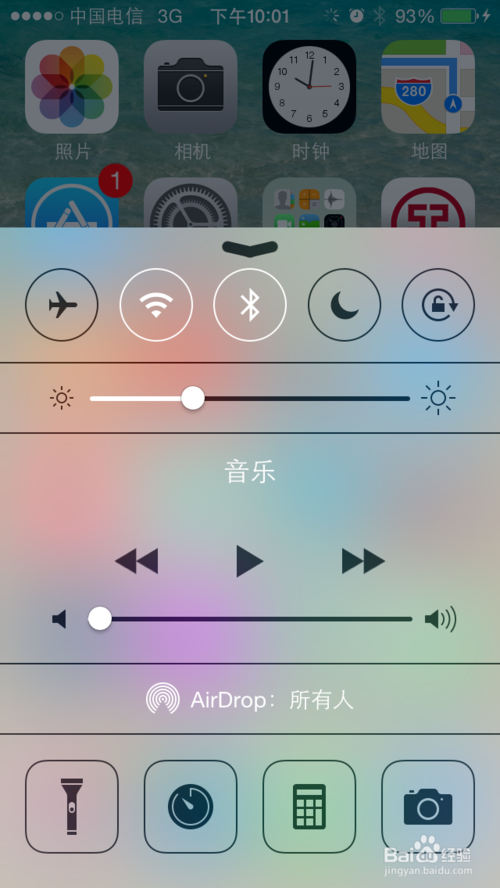 中国电信 3G 下午10:01 93%
280
照片 相机 时钟 地图
1
音乐
AirDrop：所有人
Baidu经验
jingyan.baidu.com